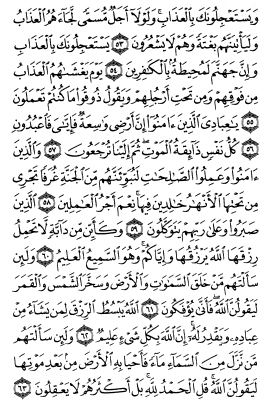 وَيَسْتَعْجِلُونَكَ بِالْعَذَابِ وَلَوْلَا أَجَلٌ مُّسَمًّى لَّجَاءَهُمُ الْعَذَابُ
وَلَيَأْتِيَنَّهُم بَغْتَةً وَهُمْ لَا يَشْعُرُونَ ٥٣ يَسْتَعْجِلُونَكَ بِالْعَذَابِ
وَإِنَّ جَهَنَّمَ لَمُحِيطَةٌ بِالْكَافِرِينَ ٥٤ يَوْمَ يَغْشَاهُمُ الْعَذَابُ
مِن فَوْقِهِمْ وَمِن تَحْتِ أَرْجُلِهِمْ وَيَقُولُ ذُوقُوا مَا كُنتُمْ تَعْمَلُونَ
٥٥ يَاعِبَادِيَ الَّذِينَ ءَامَنُوا إِنَّ أَرْضِي وَاسِعَةٌ فَإِيَّايَ فَاعْبُدُونِ
٥٦ كُلُّ نَفْسٍ ذَائِقَةُ الْمَوْتِ ثُمَّ إِلَيْنَا تُرْجَعُونَ ٥٧ وَالَّذِينَ
ءَامَنُوا وَعَمِلُوا الصَّالِحَاتِ لَنُبَوِّئَنَّهُم مِّنَ الْجَنَّةِ غُرَفًا تَجْرِي
مِن تَحْتِهَا الْأَنْهَارُ خَالِدِينَ فِيهَا نِعْمَ أَجْرُ الْعَامِلِينَ ٥٨ الَّذِينَ
صَبَرُوا وَعَلَى رَبِّهِمْ يَتَوَكَّلُونَ ٥٩ وَكَأَيِّن مِّن دَابَّةٍ لَّا تَحْمِلُ
رِزْقَهَا اللَّهُ يَرْزُقُهَا وَإِيَّاكُمْ وَهُوَ السَّمِيعُ الْعَلِيمُ ٦٠ وَلَئِن
سَأَلْتَهُم مَّنْ خَلَقَ السَّمَاوَاتِ وَالْأَرْضَ وَسَخَّرَ الشَّمْسَ وَالْقَمَرَ
لَيَقُولُنَّ اللَّهُ فَأَنَّى يُؤْفَكُونَ ٦١ اللَّهُ يَبْسُطُ الرِّزْقَ لِمَن يَشَاءُ مِنْ
عِبَادِهِ وَيَقْدِرُ لَهُ إِنَّ اللَّهَ بِكُلِّ شَيْءٍ عَلِيمٌ ٦٢ وَلَئِن سَأَلْتَهُم
مَّن نَّزَّلَ مِنَ السَّمَاءِ مَاءً فَأَحْيَا بِهِ الْأَرْضَ مِن بَعْدِ مَوْتِهَا
لَيَقُولُنَّ اللَّهُ قُلِ الْحَمْدُ لِلَّهِ بَلْ أَكْثَرُهُمْ لَا يَعْقِلُونَ ٦٣